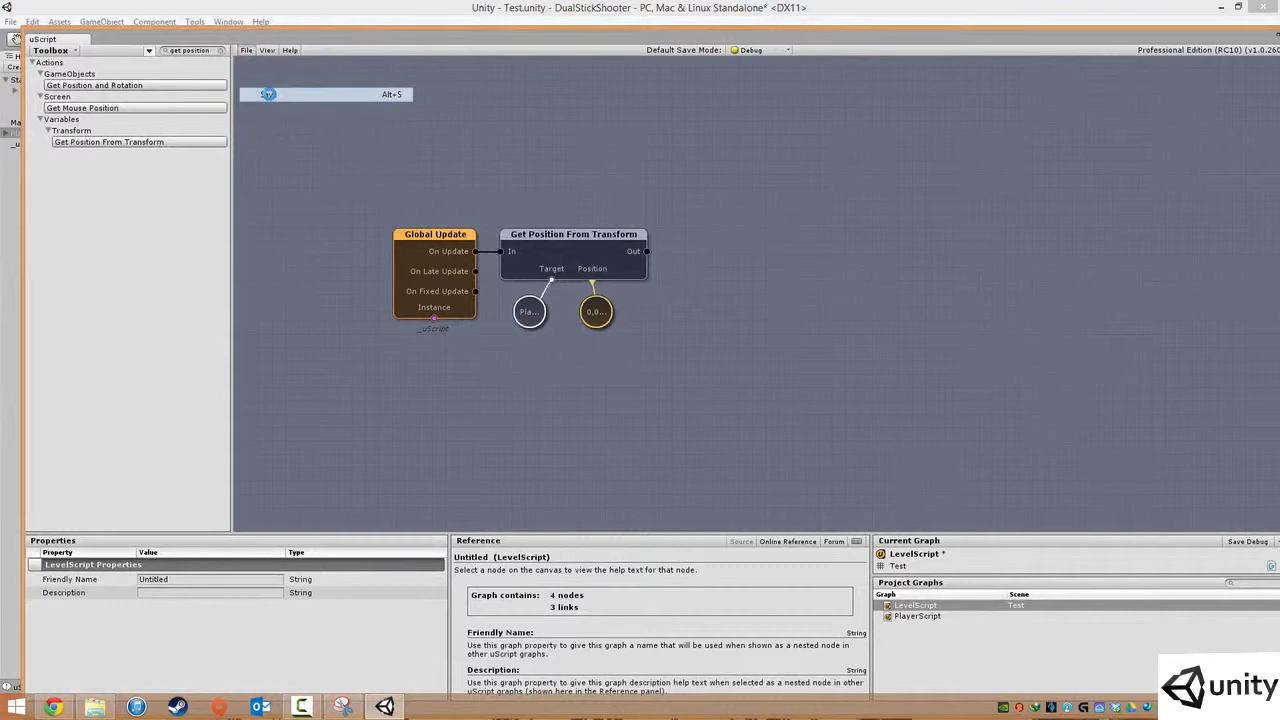 Unity - Test.unity - DualStickShooter - PC, Mac & Linux Standalone* <DX11>
File Edit Assets GameObject Component Tools Window Help
uScript
Toolbox get position File View Help Default Save Mode: Debug Professional Edition (RC10) (v1.0.260
Actions
GameObjects
Get Position and Rotation
Alt+S
Screen
Get Mouse Position
Variables
Transform
Get Position From Transform
Global Update
On Update
On Late Update
On Fixed Update
Instance
_uScript
Get Position From Transform
In Out
Target Position
Pla... 0,0...
Properties
Property Value Type
LevelScript Properties
Friendly Name Untitled String
Description String
Reference Source Online Reference Forum
Untitled (LevelScript)
Select a node on the canvas to view the help text for that node.
Graph contains: 4 nodes
3 links
Friendly Name: String
Use this graph property to give this graph a name that will be used when shown as a nested node in
other uScript graphs.
Description: String
Use this graph property to give this graph description help text when selected as a nested node in
other uScript graphs (shown here in the Reference panel).
Current Graph Save Debug
LevelScript *
Test
Project Graphs
Graph Scene
LevelScript Test
PlayerScript
unity